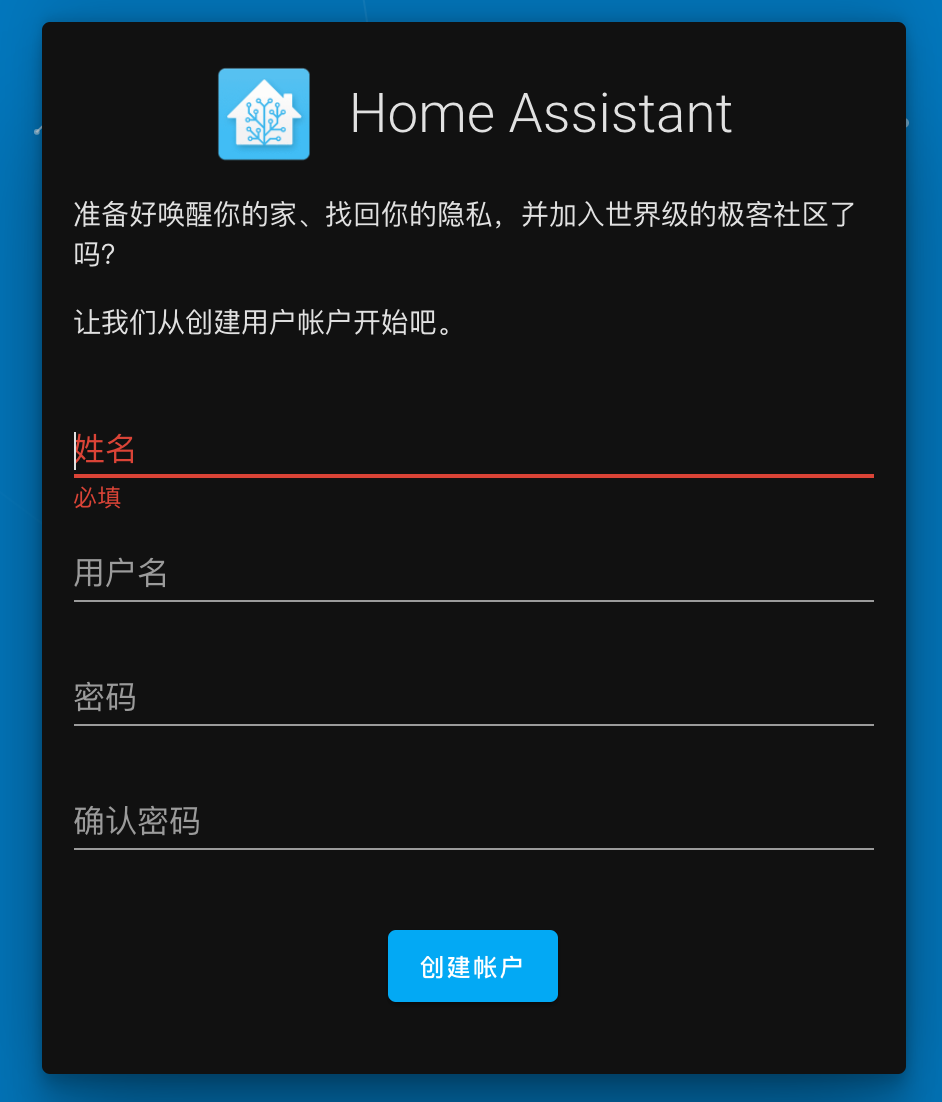 Home Assistant
准备好唤醒你的家、找回你的隐私，并加入世界级的极客社区了
吗?
让我们从创建用户帐户开始吧。
姓名
必填
用户名
密码
确认密码
创建帐户